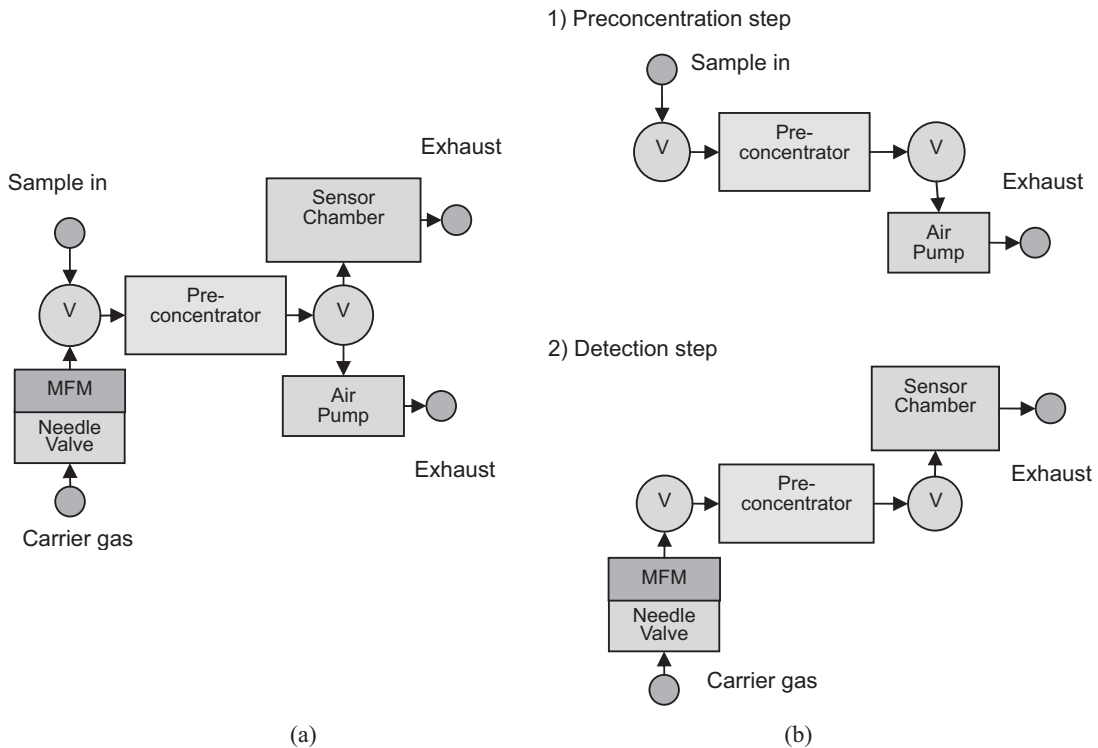 Sample in
V
MFM
Needle
Valve
Carrier gas
Pre-
concentrator
V
Exhaust
Sensor
Chamber
Air
Pump
Exhaust
(a)
1) Preconcentration step
Sample in
V
Pre-
concentrator
V
Exhaust
Air
Pump
2) Detection step
Sensor
Chamber
Exhaust
V
Pre-
concentrator
V
MFM
Needle
Valve
Carrier gas
(b)